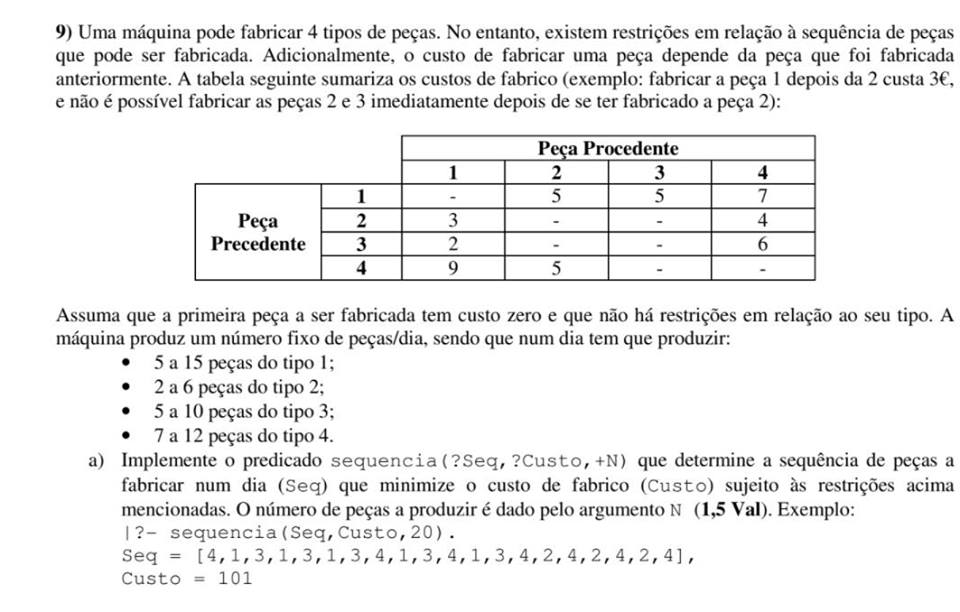 9) Uma máquina pode fabricar 4 tipos de peças. No entanto, existem restrições em relação à sequência de peças
que pode ser fabricada. Adicionalmente, o custo de fabricar uma peça depende da peça que foi fabricada
anteriormente. A tabela seguinte sumariza os custos de fabrico (exemplo: fabricar a peça 1 depois da 2 custa 3€,
e não é possível fabricar as peças 2 e 3 imediatamente depois de se ter fabricado a peça 2):
Peça Procedente
1 2 3 4
1 - 5 5 7
Peça 2 3 - - 4
Precedente 3 2 - - 6
4 9 5 - -
Assuma que a primeira peça a ser fabricada tem custo zero e que não há restrições em relação ao seu tipo. A
máquina produz um número fixo de peças/dia, sendo que num dia tem que produzir:
• 5 a 15 peças do tipo 1;
• 2 a 6 peças do tipo 2;
• 5 a 10 peças do tipo 3;
• 7 a 12 peças do tipo 4.
a) Implemente o predicado sequencia(?Seq,?Custo,+N) que determine a sequência de peças a
fabricar num dia (Seq) que minimize o custo de fabrico (Custo) sujeito às restrições acima
mencionadas. O número de peças a produzir é dado pelo argumento N (1,5 Val). Exemplo:
|?- sequencia(Seq,Custo,20).
Seq = [4,1,3,1,3,1,3,4,1,3,4,1,3,4,2,4,2,4,2,4],
Custo = 101